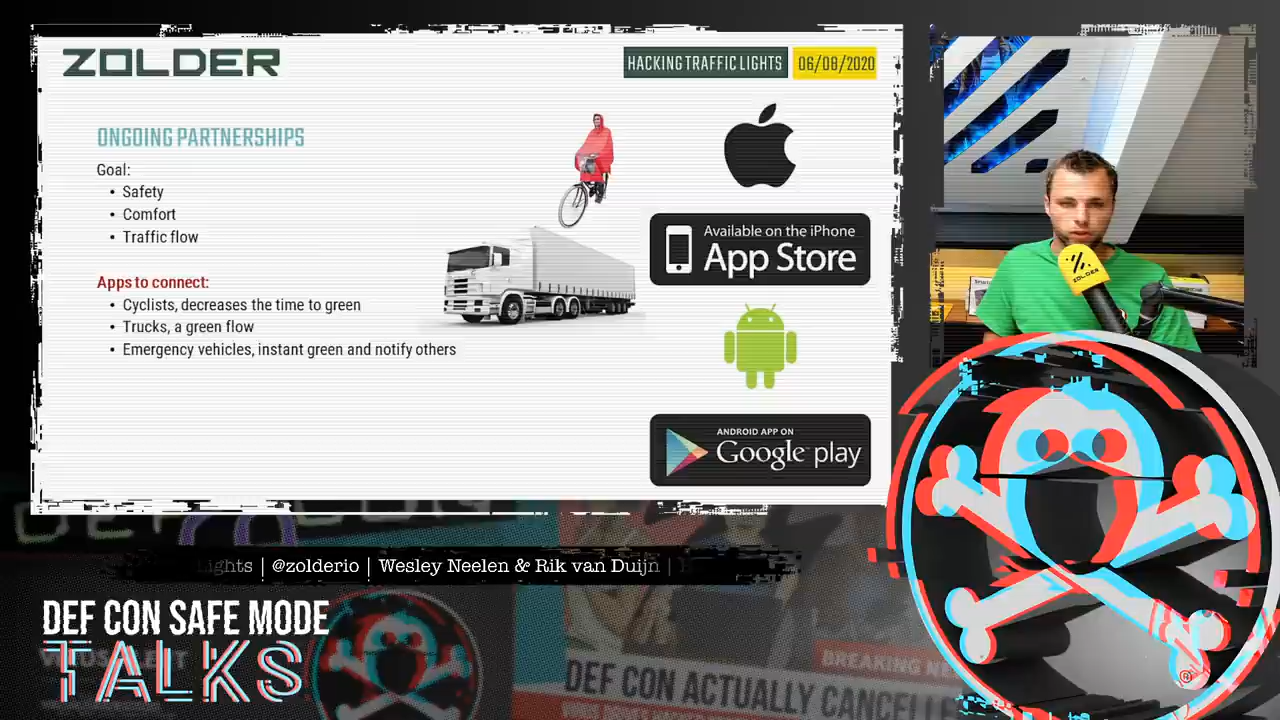 ZOLDER
HACKING TRAFFIC LIGHTS
06/08/2020
ONGOING PARTNERSHIPS
Goal:
• Safety
• Comfort
• Traffic flow
Apps to connect:
• Cyclists, decreases the time to green
• Trucks, a green flow
• Emergency vehicles, instant green and notify others
Available on the iPhone
App Store
ANDROID APP ON
Google play
ZOLDER
Lights | @zolderio | Wesley Neelen & Rik van Duijn |
DEF CON SAFE MODE
TALKS
BREAKING NE
DEF CON ACTUALLY CANCELLE
®